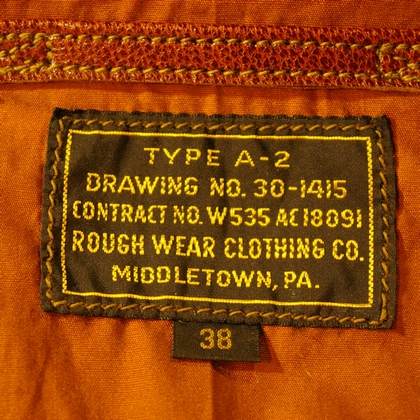 TYPE A-2
DRAWING NO. 30-1415
CONTRACT NO. W535 AC18091
ROUGH WEAR CLOTHING CO.
MIDDLETOWN, PA.
38